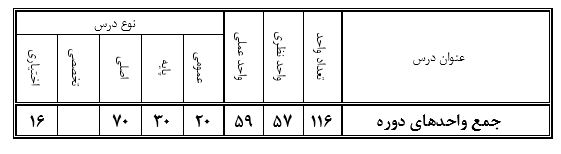 عنوان درس تعداد واحد واحد نظری واحد عملی نوع درس
عمومی پایه اصلی تخصصی اختیاری
جمع واحدهای دوره ۱۱۶ ۵۷ ۵۹ ۲۰ ۳۰ ۷۰ ۱۶